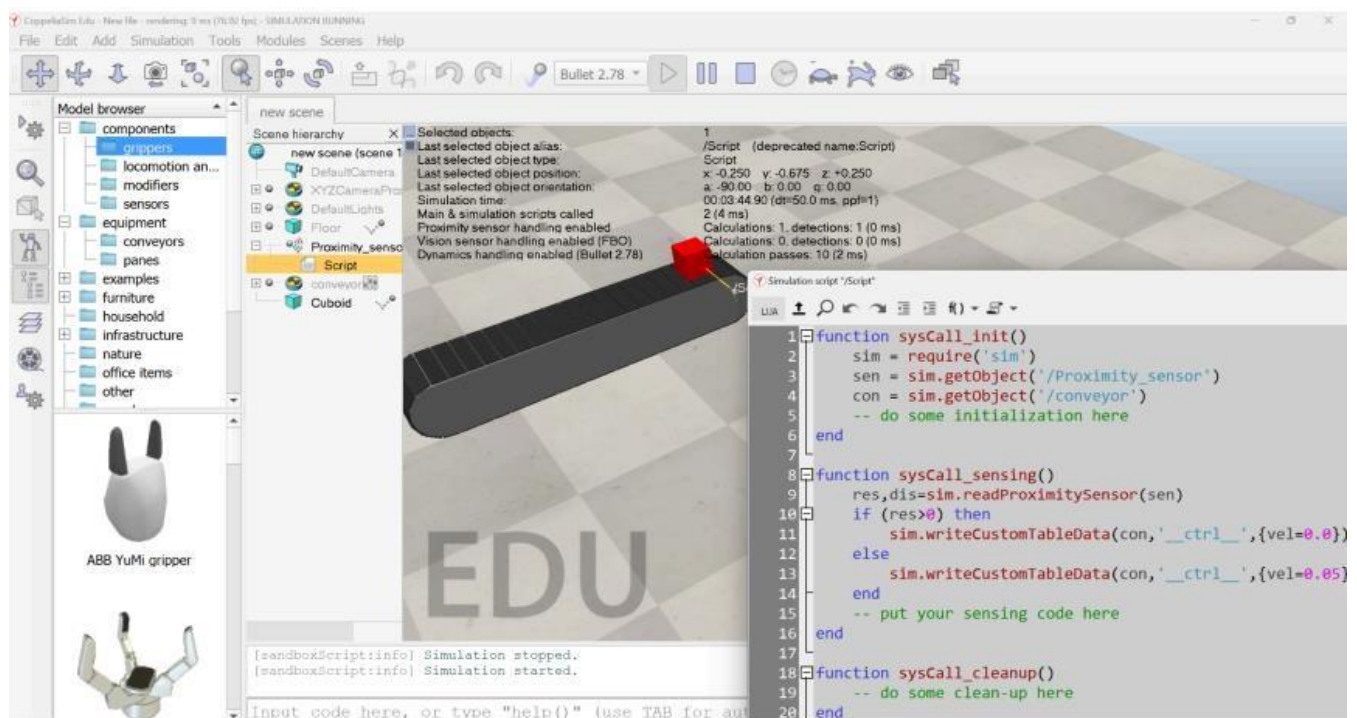 CoppeliaSim Edu - New file - rendering: 9 ms (76.92 fps) - SIMULATION RUNNING
File Edit Add Simulation Tools Modules Scenes Help
Bullet 2.78
Model browser
components
grippers
locomotion an...
modifiers
sensors
equipment
conveyors
panes
examples
furniture
household
infrastructure
nature
office items
other
ABB YuMi gripper
new scene
Scene hierarchy X
new scene (scene 1
DefaultCamera
XYZCameraPro
DefaultLights
Floor
Proximity_senso
Script
conveyor
Cuboid
Selected objects: 1
Last selected object alias: /Script (deprecated name:Script)
Last selected object type: Script
Last selected object position: x: -0.250 y: -0.675 z: +0.250
Last selected object orientation: a: -90.00 b: 0.00 g: 0.00
Simulation time: 00:03:44.90 (dt=50.0 ms, ppf=1)
Main & simulation scripts called 2 (4 ms)
Proximity sensor handling enabled Calculations: 1, detections: 1 (0 ms)
Vision sensor handling enabled (FBO) Calculations: 0, detections: 0 (0 ms)
Dynamics handling enabled (Bullet 2.78) Calculation passes: 10 (2 ms)
EDU
[sandboxScript:info] Simulation stopped.
[sandboxScript:info] Simulation started.
Input code here, or type "help()" (use TAB for aut
Simulation script "/Script"
LUA f()
1 function sysCall_init()
2 sim = require('sim')
3 sen = sim.getObject('/Proximity_sensor')
4 con = sim.getObject('/conveyor')
5 -- do some initialization here
6 end
7
8 function sysCall_sensing()
9 res,dis=sim.readProximitySensor(sen)
10 if (res>0) then
11 sim.writeCustomTableData(con,'__ctrl__',{vel=0.0})
12 else
13 sim.writeCustomTableData(con,'__ctrl__',{vel=0.05}
14 end
15 -- put your sensing code here
16 end
17
18 function sysCall_cleanup()
19 -- do some clean-up here
20 end